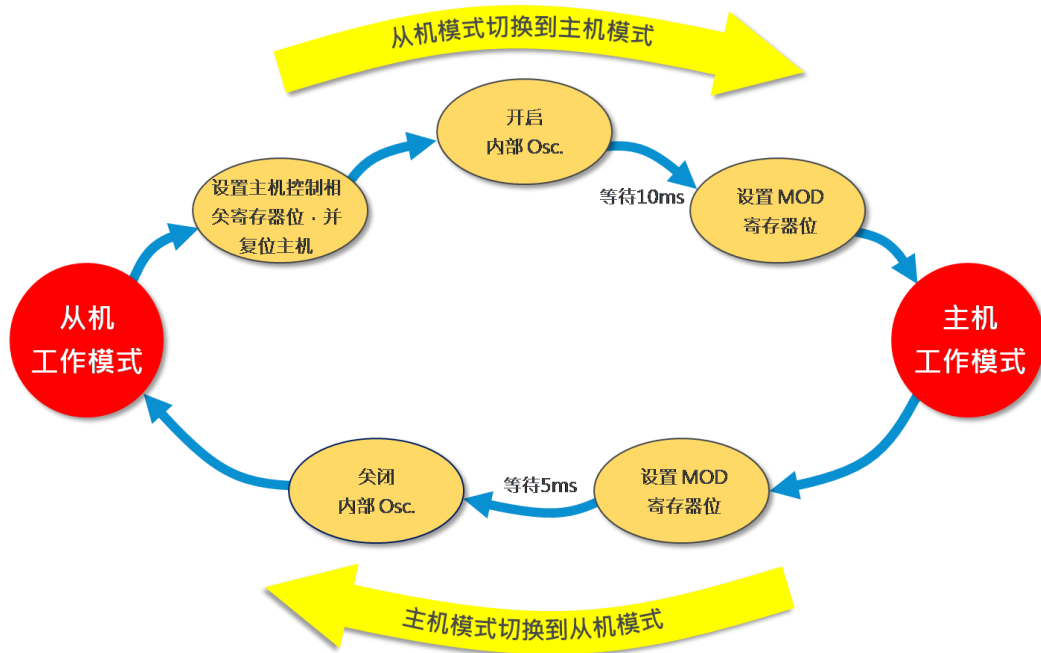 从机模式切换到主机模式
开启
内部 Osc.
设置主机控制相
关寄存器位，并
复位主机
等待10ms
设置 MOD
寄存器位
从机
工作模式
主机
工作模式
关闭
内部 Osc.
等待5ms
设置 MOD
寄存器位
主机模式切换到从机模式